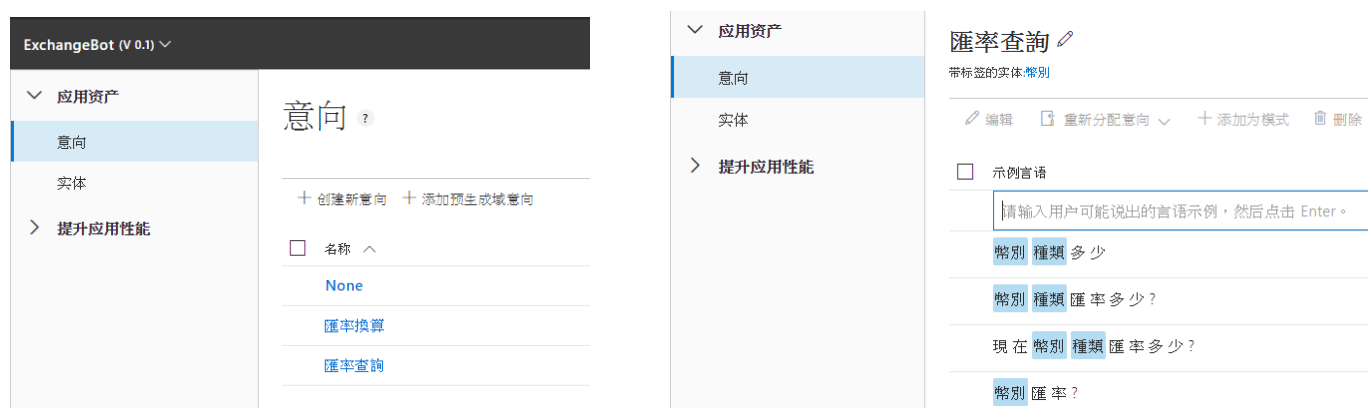 ExchangeBot (V 0.1)
应用资产
意向
实体
提升应用性能
意向 ?
创建新意向 添加预生成域意向
名称
None
匯率換算
匯率查詢
应用资产
意向
实体
提升应用性能
匯率查詢
带标签的实体:幣別
编辑 重新分配意向 添加为模式 删除
示例言语
请输入用户可能说出的言语示例,然后点击 Enter。
幣別 種類 多少
幣別 種類 匯率多少?
現在 幣別 種類 匯率多少?
幣別 匯率?